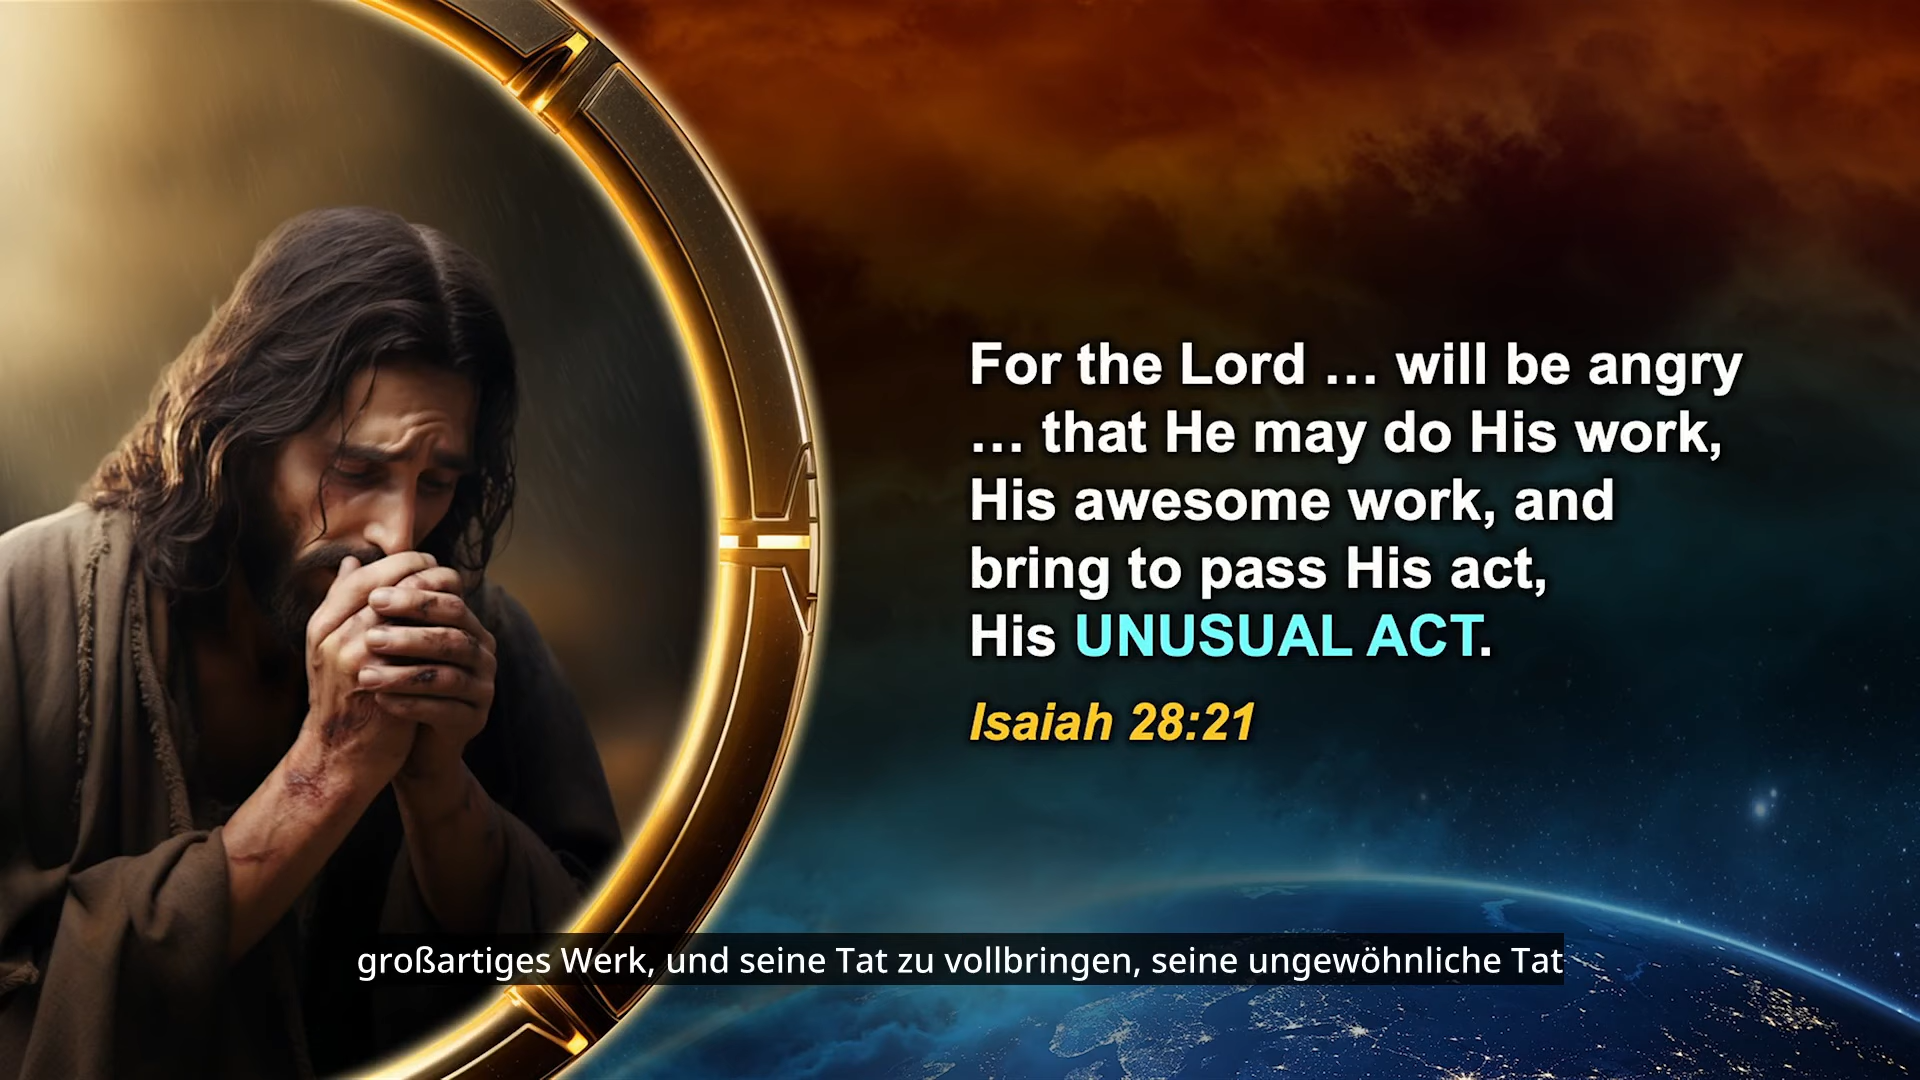 For the Lord … will be angry
… that He may do His work,
His awesome work, and
bring to pass His act,
His UNUSUAL ACT.
Isaiah 28:21
großartiges Werk, und seine Tat zu vollbringen, seine ungewöhnliche Tat